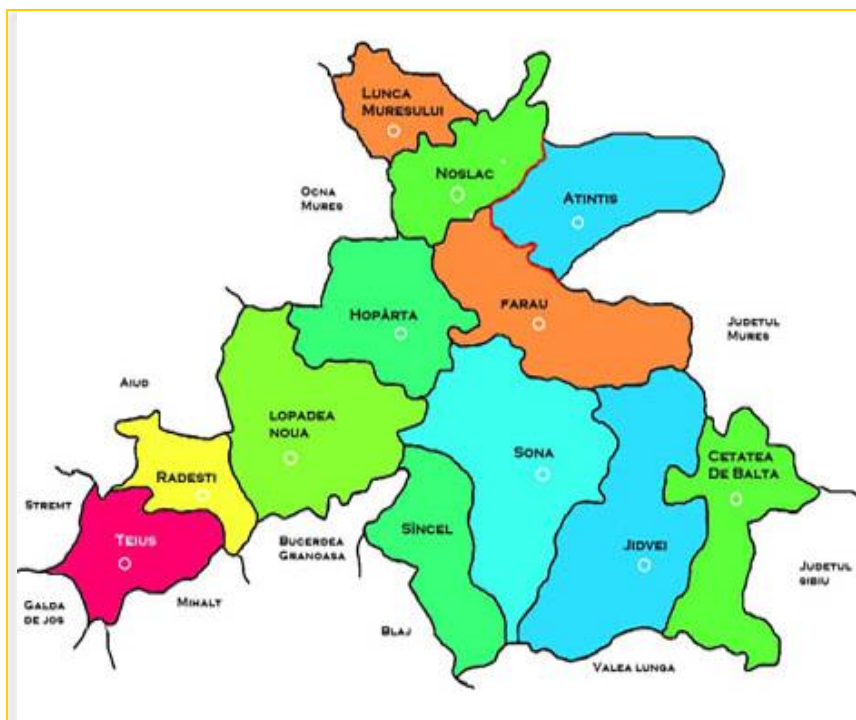 LUNCA
MURESULUI
NOSLAC
OCNA
MURES
ATINTIS
HOPÂRTA
FARAU
JUDETUL
MURES
AIUD
LOPADEA
NOUA
CETATEA
DE BALTA
SONA
RADESTI
STREMT
TEIUS
SÎNCEL
BUCERDEA
GRANOASA
JIDVEI
JUDETUL
SIBIU
GALDA
DE JOS
MIHALT
BLAJ
VALEA LUNGA